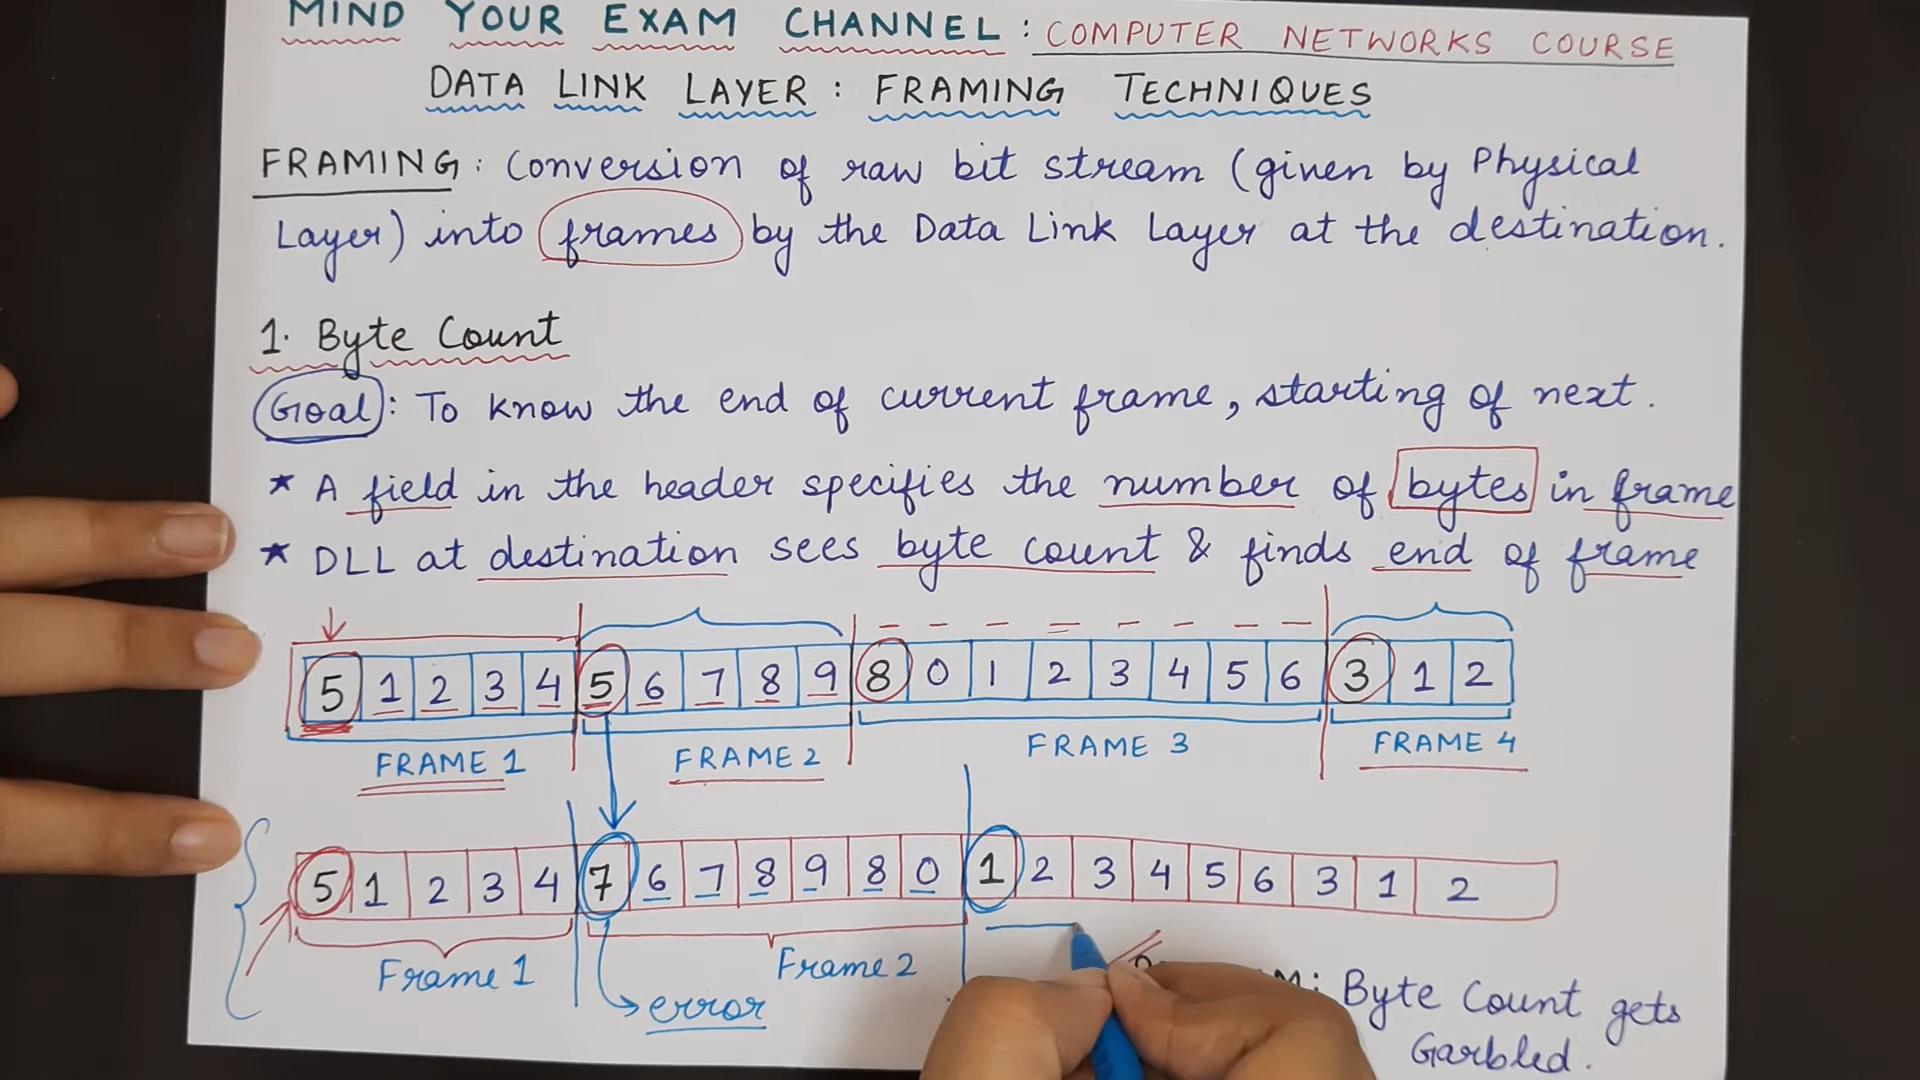 MIND YOUR EXAM CHANNEL : COMPUTER NETWORKS COURSE
DATA LINK LAYER : FRAMING TECHNIQUES
FRAMING : Conversion of raw bit stream (given by Physical
Layer) into frames by the Data Link Layer at the destination.
1. Byte Count
Goal : To know the end of current frame, starting of next.
★ A field in the header specifies the number of bytes in frame
★ DLL at destination sees byte count & finds end of frame
5 1 2 3 4 5 6 7 8 9 8 0 1 2 3 4 5 6 3 1 2
FRAME 1 FRAME 2 FRAME 3 FRAME 4
5 1 2 3 4 7 6 7 8 9 8 0 1 2 3 4 5 6 3 1 2
Frame 1 Frame 2
error
: Byte Count gets
Garbled.